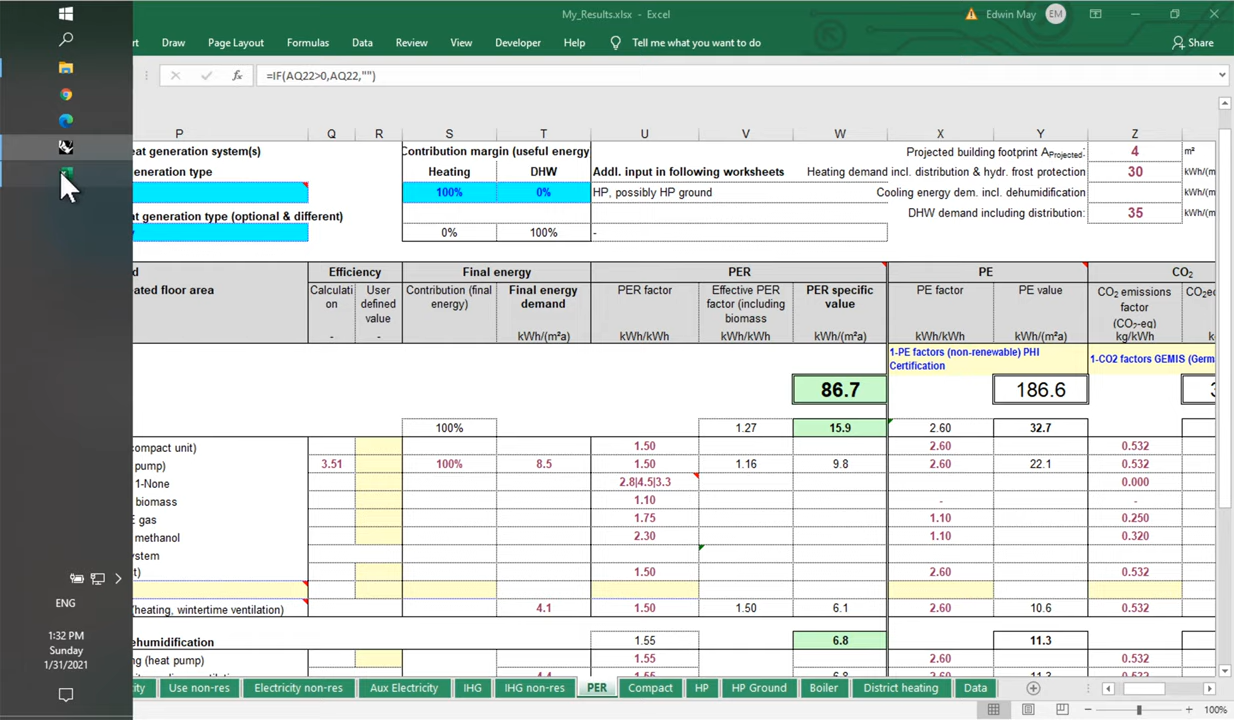 My_Results.xlsx - Excel
Edwin May EM
Draw Page Layout Formulas Data Review View Developer Help Tell me what you want to do Share
fx =IF(AQ22>0,AQ22,"")
P Q R S T U V W X Y Z
eat generation system(s) Contribution margin (useful energy Projected building footprint AProjected: 4 m²
generation type Heating DHW Addl. input in following worksheets Heating demand incl. distribution & hydr. frost protection 30 kWh/(m
100% 0% HP, possibly HP ground Cooling energy dem. incl. dehumidification kWh/(m
eat generation type (optional & different) DHW demand including distribution: 35 kWh/(m
0% 100% -
Efficiency Final energy PER PE CO₂
eated floor area Calculati on User defined value Contribution (final energy) Final energy demand PER factor Effective PER factor (including biomass PER specific value PE factor PE value CO₂ emissions factor (CO₂-eq)
- - kWh/(m²a) kWh/kWh kWh/kWh kWh/(m²a) kWh/kWh kWh/(m²a) kg/kWh
1-PE factors (non-renewable) PHI Certification 1-CO2 factors GEMIS (Germ
86.7 186.6
100% 1.27 15.9 2.60 32.7
compact unit) 1.50 2.60 0.532
pump) 3.51 100% 8.5 1.50 1.16 9.8 2.60 22.1 0.532
1-None 2.8|4.5|3.3 0.000
biomass 1.10 - -
E gas 1.75 1.10 0.250
methanol 2.30 1.10 0.320
ystem
t) 1.50 2.60 0.532
(heating, wintertime ventilation) 4.1 1.50 1.50 6.1 2.60 10.6 0.532
ehumidification 1.55 6.8 11.3
ng (heat pump) 1.55 2.60 0.532
Use non-res Electricity non-res Aux Electricity IHG IHG non-res PER Compact HP HP Ground Boiler District heating Data
100%
ENG
1:32 PM
Sunday
1/31/2021